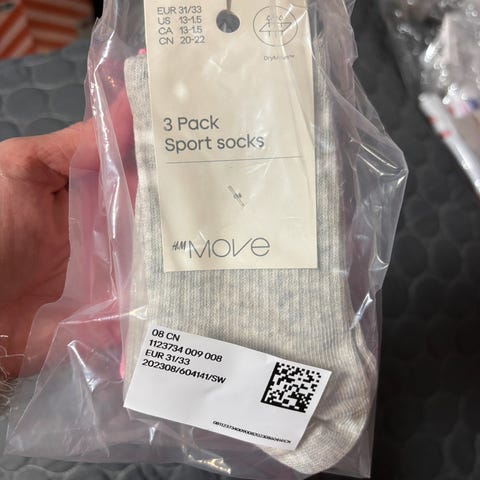 EUR 31/33
US 13-1.5
CA 13-1.5
CN 20-22
DryMove™
3 Pack
Sport socks
H&M MOVE
08 CN
1123734 009 008
EUR 31/33
202308/604141/SW